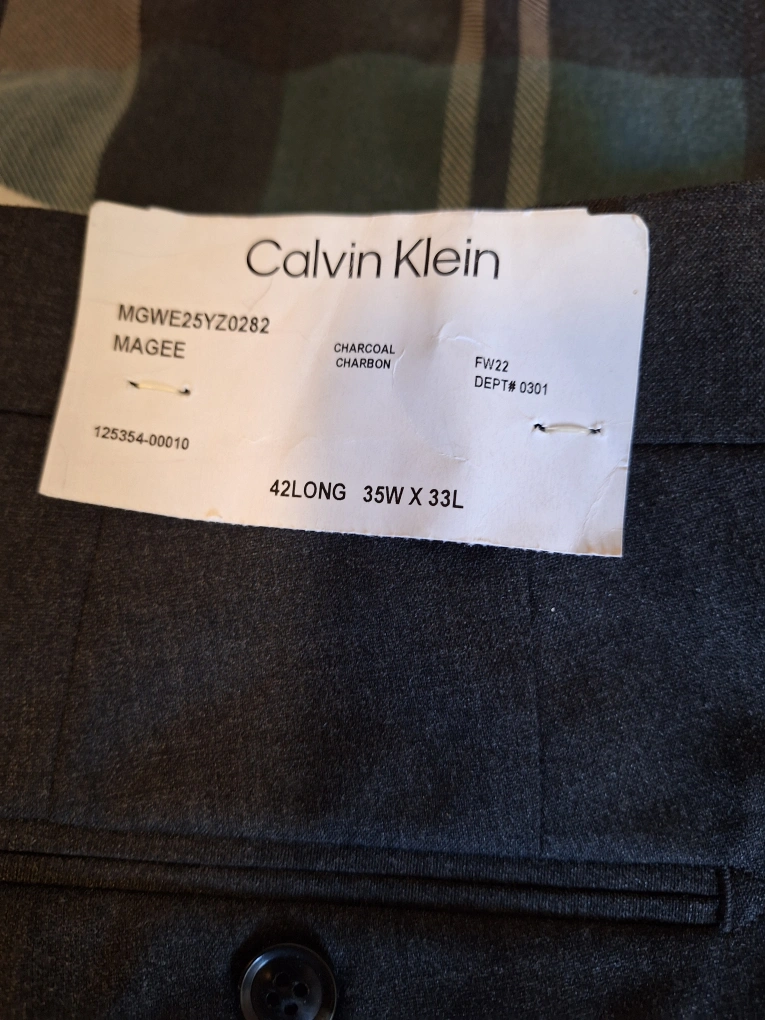 Calvin Klein
MGWE25YZ0282
MAGEE
CHARCOAL
CHARBON
FW22
DEPT# 0301
125354-00010
42LONG 35W X 33L